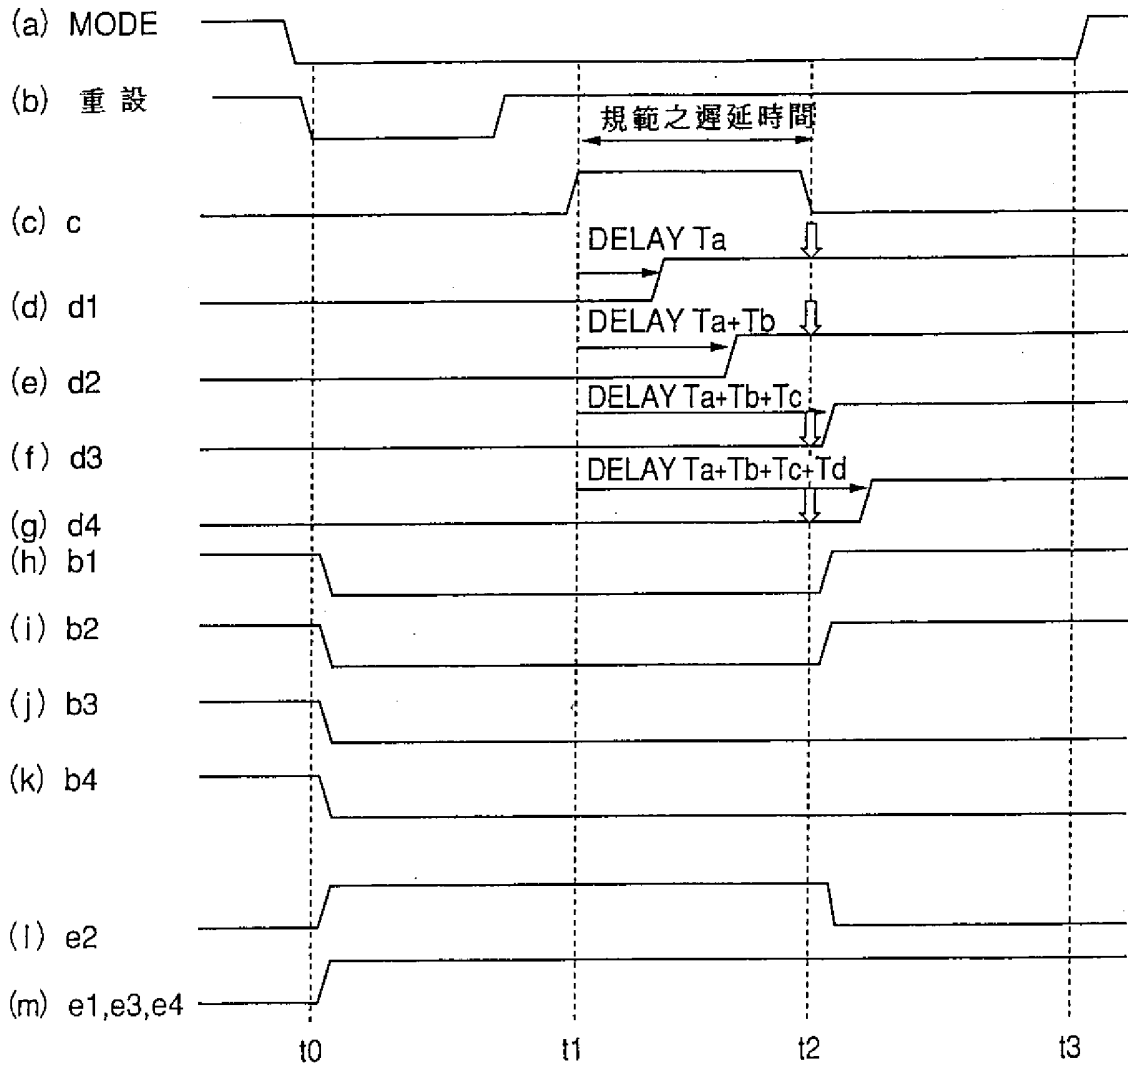 (a) MODE
(b) 重設
規範之遲延時間
(c) c
DELAY Ta
(d) d1
DELAY Ta+Tb
(e) d2
DELAY Ta+Tb+Tc
(f) d3
DELAY Ta+Tb+Tc+Td
(g) d4
(h) b1
(i) b2
(j) b3
(k) b4
(l) e2
(m) e1,e3,e4
t0 t1 t2 t3